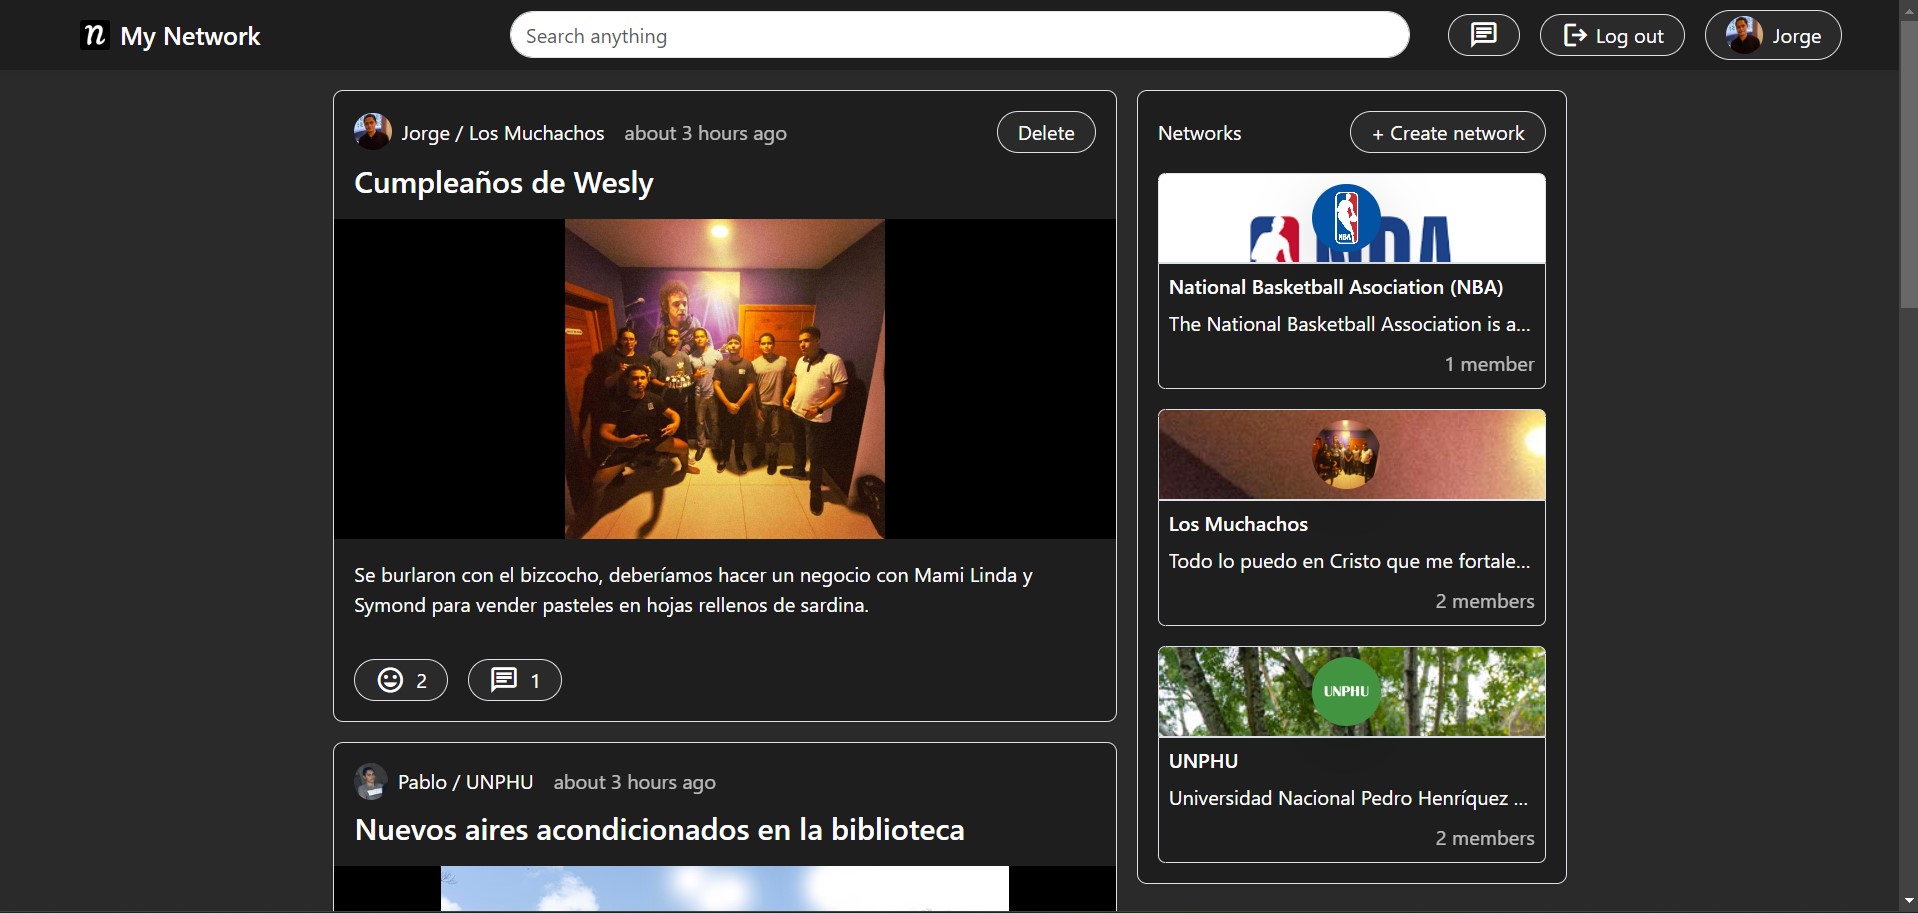 n My Network
Search anything
Log out
Jorge
Jorge / Los Muchachos about 3 hours ago
Delete
Cumpleaños de Wesly
Se burlaron con el bizcocho, deberíamos hacer un negocio con Mami Linda y
Symond para vender pasteles en hojas rellenos de sardina.
2
1
Pablo / UNPHU about 3 hours ago
Nuevos aires acondicionados en la biblioteca
Networks
+ Create network
NBA
National Basketball Asociation (NBA)
The National Basketball Association is a...
1 member
Los Muchachos
Todo lo puedo en Cristo que me fortale...
2 members
UNPHU
UNPHU
Universidad Nacional Pedro Henríquez ...
2 members